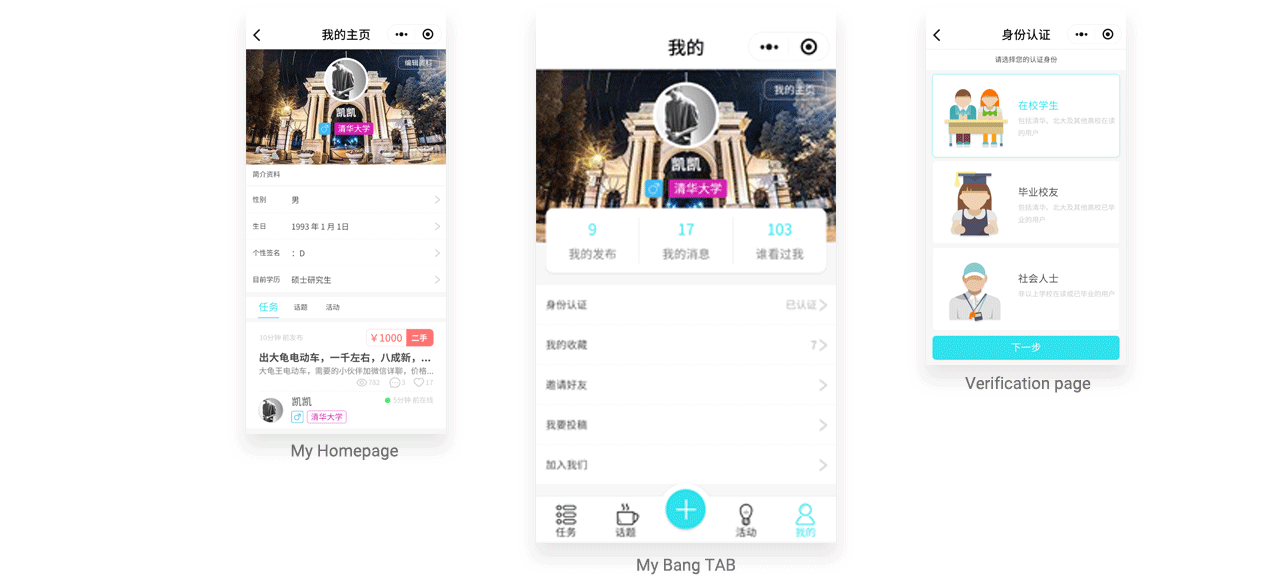 我的主页
编辑资料
凯凯
清华大学
简介资料
性别 男
生日 1993 年 1 月 1日
个性签名 ：D
目前学历 硕士研究生
任务 话题 活动
10分钟 前发布 ￥1000 二手
出大龟电动车，一千左右，八成新，...
大龟王电动车，需要的小伙伴加微信详聊，价格...
782 3 17
凯凯 5分钟 前在线
清华大学
My Homepage
我的
我的主页
凯凯
清华大学
9 17 103
我的发布 我的消息 谁看过我
身份认证 已认证
我的收藏 7
邀请好友
我要投稿
加入我们
任务 话题 活动 我的
My Bang TAB
身份认证
请选择您的认证身份
在校学生
包括清华、北大及其他高校在读
的用户
毕业校友
包括清华、北大及其他高校已毕
业的用户
社会人士
非以上学校在读或已毕业的用户
下一步
Verification page